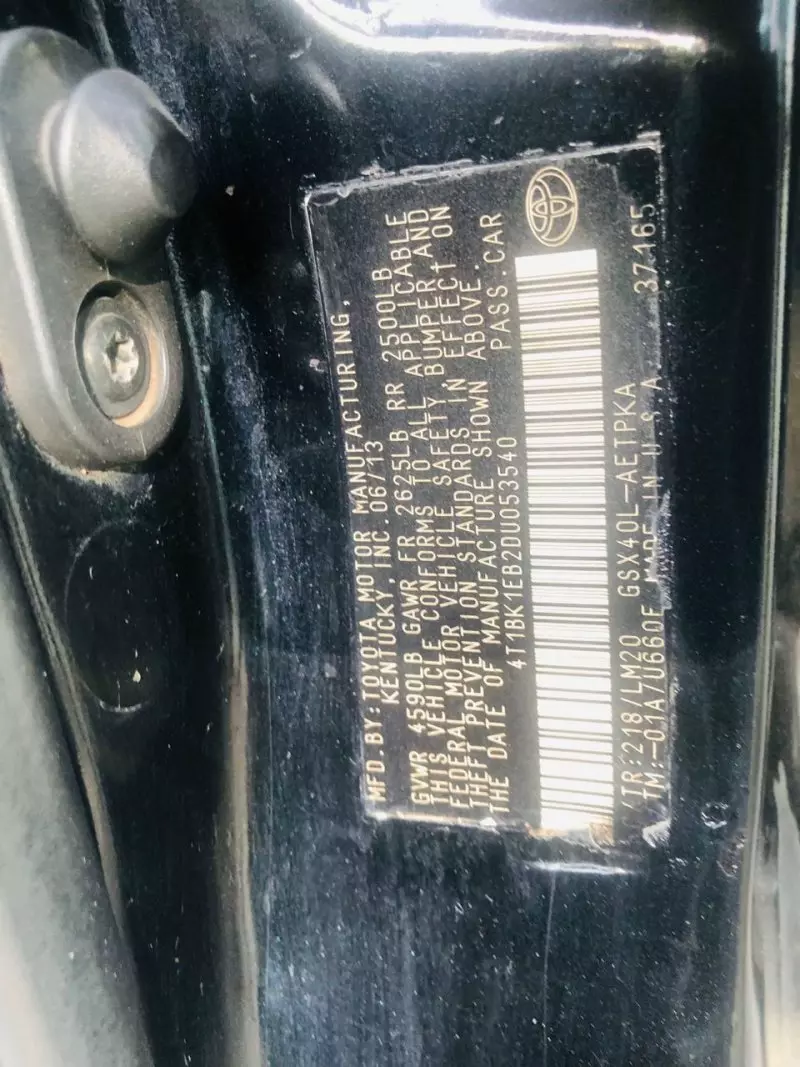 MFD.BY:TOYOTA MOTOR MANUFACTURING,
KENTUCKY INC. 06/13
GVWR 4590LB GAWR FR 2625LB RR 2500LB
THIS VEHICLE CONFORMS TO ALL APPLICABLE
FEDERAL MOTOR VEHICLE SAFETY, BUMPER, AND
THEFT PREVENTION STANDARDS IN EFFECT ON
THE DATE OF MANUFACTURE SHOWN ABOVE.
4T1BK1EB2DU053540 PASS.CAR
/TR:218/LM20 GSX40L-AETPKA 37165
TM:-01A/U660E MADE IN U.S.A.